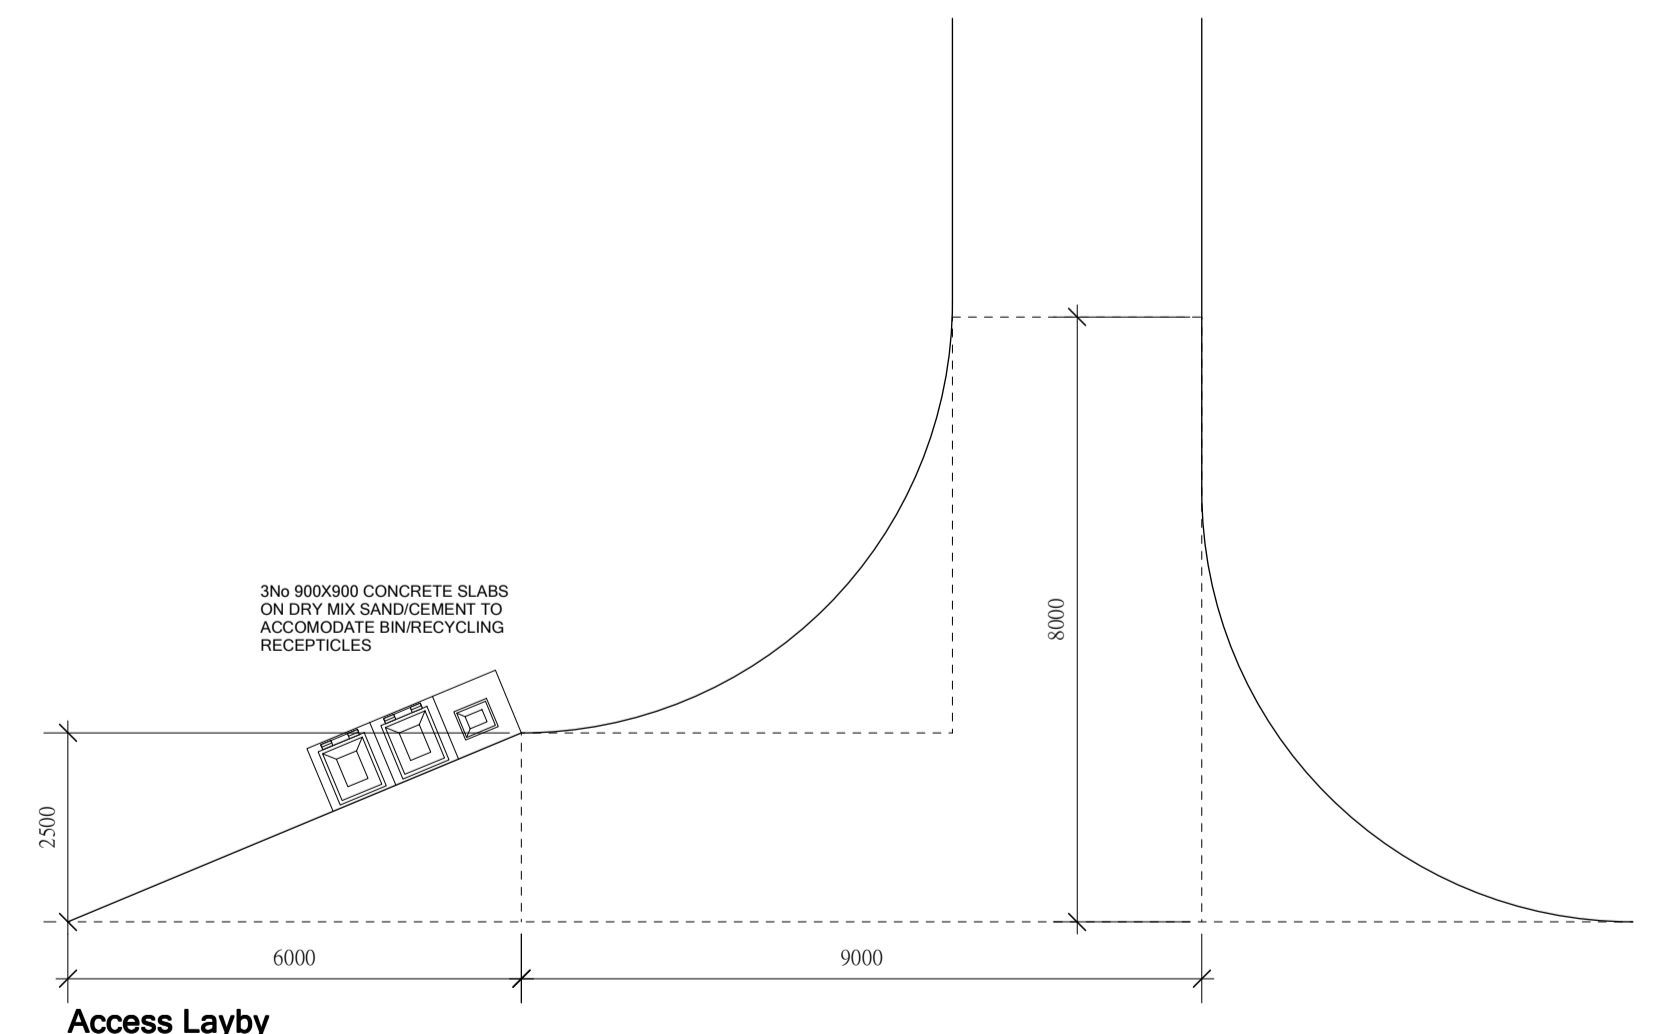 3No 900X900 CONCRETE SLABS
ON DRY MIX SAND/CEMENT TO
ACCOMODATE BIN/RECYCLING
RECEPTICLES
8000
2500
6000
9000
Access Layby